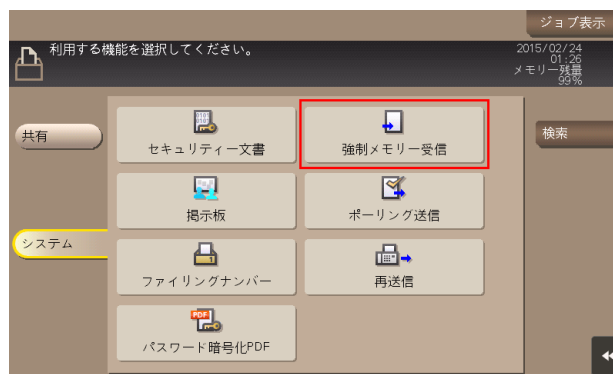 ジョブ表示
利用する機能を選択してください。
2015/02/24
01:26
メモリー残量
99%
共有
セキュリティー文書
強制メモリー受信
検索
掲示板
ポーリング送信
システム
ファイリングナンバー
再送信
パスワード暗号化PDF